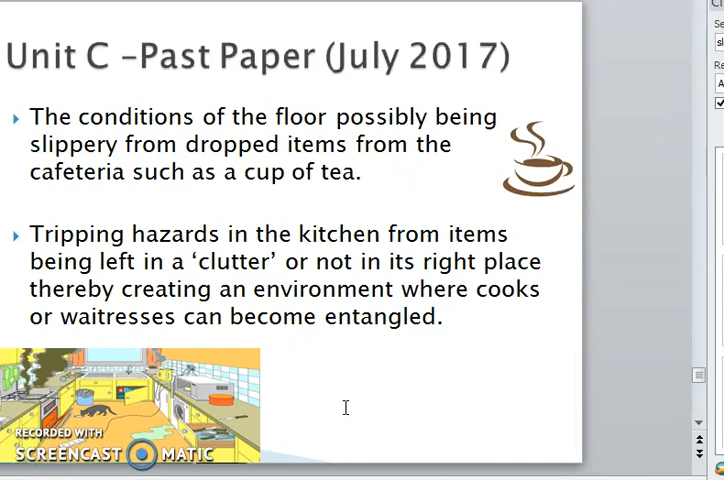 Unit C –Past Paper (July 2017)
The conditions of the floor possibly being
slippery from dropped items from the
cafeteria such as a cup of tea.
Tripping hazards in the kitchen from items
being left in a ‘clutter’ or not in its right place
thereby creating an environment where cooks
or waitresses can become entangled.
RECORDED WITH
SCREENCAST MATIC